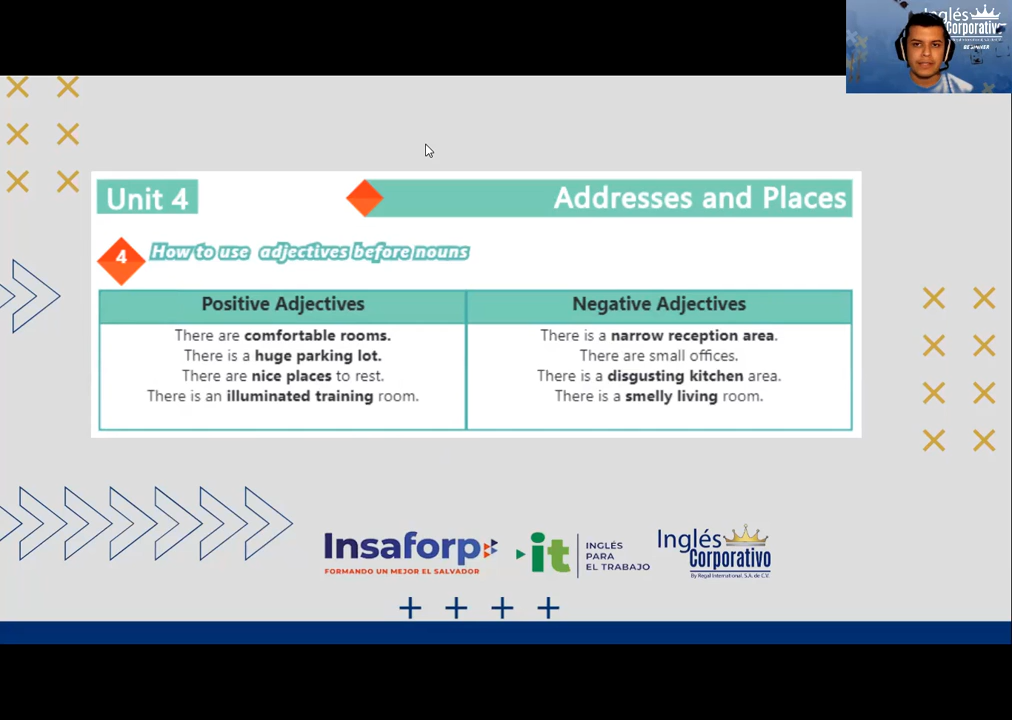 Inglés
Corporativo
BEGINNER
Unit 4
Addresses and Places
4
How to use adjectives before nouns
Positive Adjectives
Negative Adjectives
There are comfortable rooms.
There is a huge parking lot.
There are nice places to rest.
There is an illuminated training room.
There is a narrow reception area.
There are small offices.
There is a disgusting kitchen area.
There is a smelly living room.
Insaforp
FORMANDO UN MEJOR EL SALVADOR
it
INGLÉS
PARA
EL TRABAJO
Inglés
Corporativo
By Regal International, S.A. de C.V.